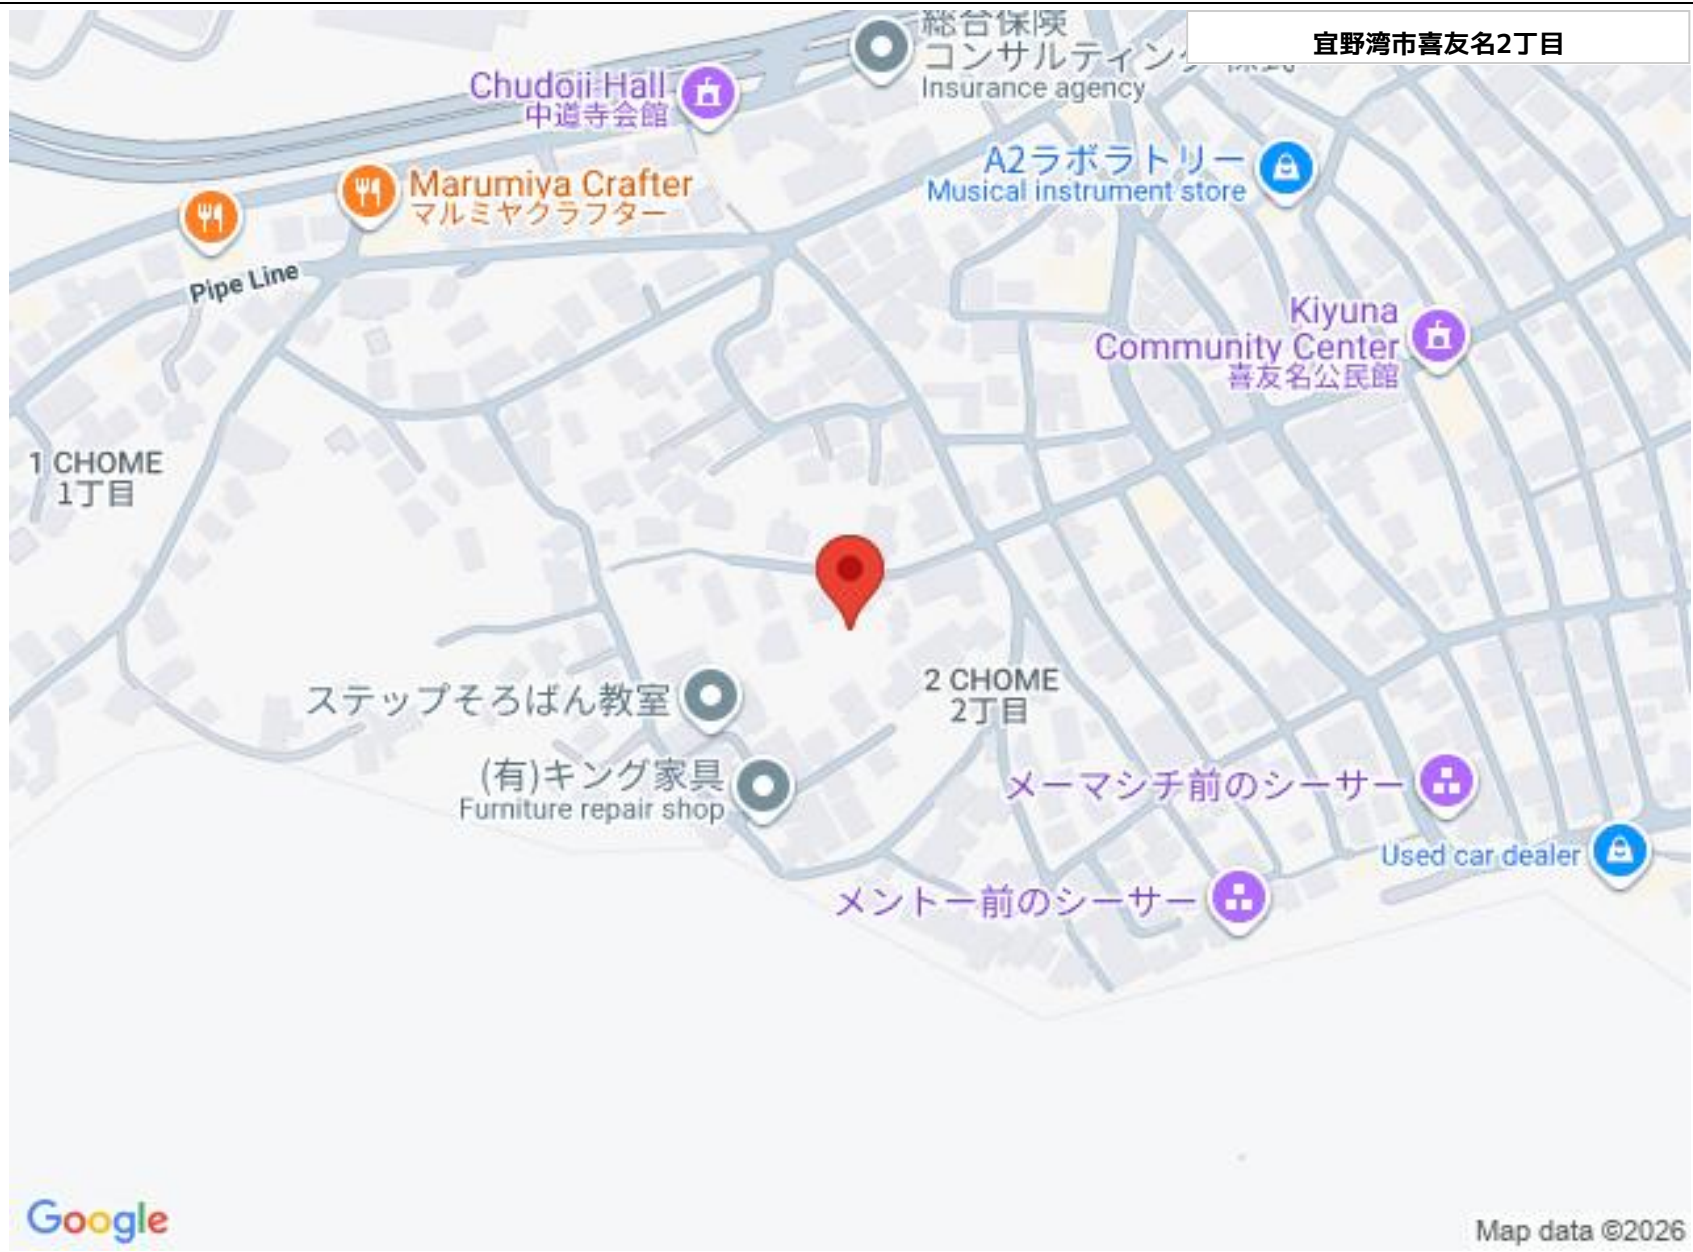 総合保険
コンサルティング 株式
Insurance agency
宜野湾市喜友名2丁目
Chudoji Hall
中道寺会館
A2ラボラトリー
Musical instrument store
Marumiya Crafter
マルミヤクラフター
Pipe Line
Kiyuna
Community Center
喜友名公民館
1 CHOME
1丁目
2 CHOME
2丁目
ステップそろばん教室
(有)キング家具
Furniture repair shop
メーマシチ前のシーサー
Used car dealer
メントー前のシーサー
Google
Map data ©2026